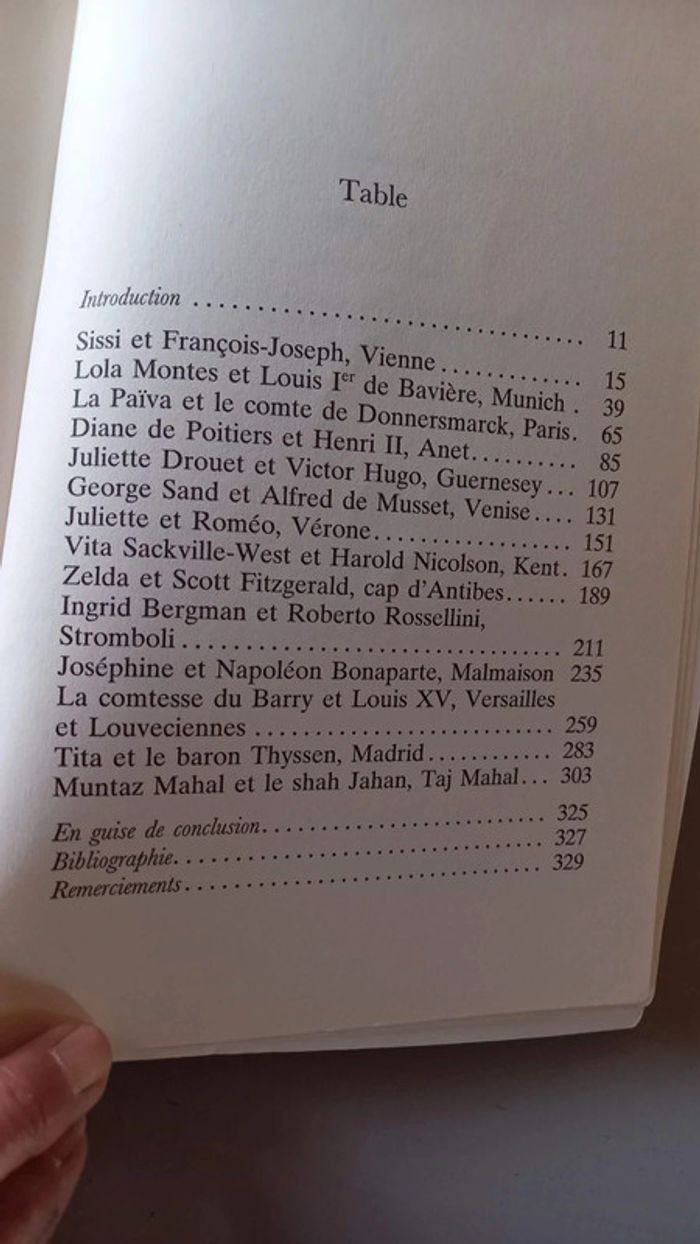 Table
Introduction .................................. 11
Sissi et François-Joseph, Vienne ............. 15
Lola Montes et Louis Ier de Bavière, Munich . 39
La Païva et le comte de Donnersmarck, Paris. 65
Diane de Poitiers et Henri II, Anet.......... 85
Juliette Drouet et Victor Hugo, Guernesey... 107
George Sand et Alfred de Musset, Venise.... 131
Juliette et Roméo, Vérone.................. 151
Vita Sackville-West et Harold Nicolson, Kent. 167
Zelda et Scott Fitzgerald, cap d'Antibes...... 189
Ingrid Bergman et Roberto Rossellini,
Stromboli .................................. 211
Joséphine et Napoléon Bonaparte, Malmaison 235
La comtesse du Barry et Louis XV, Versailles
et Louveciennes ........................... 259
Tita et le baron Thyssen, Madrid............ 283
Muntaz Mahal et le shah Jahan, Taj Mahal... 303
En guise de conclusion......................... 325
Bibliographie.................................. 327
Remerciements.................................. 329